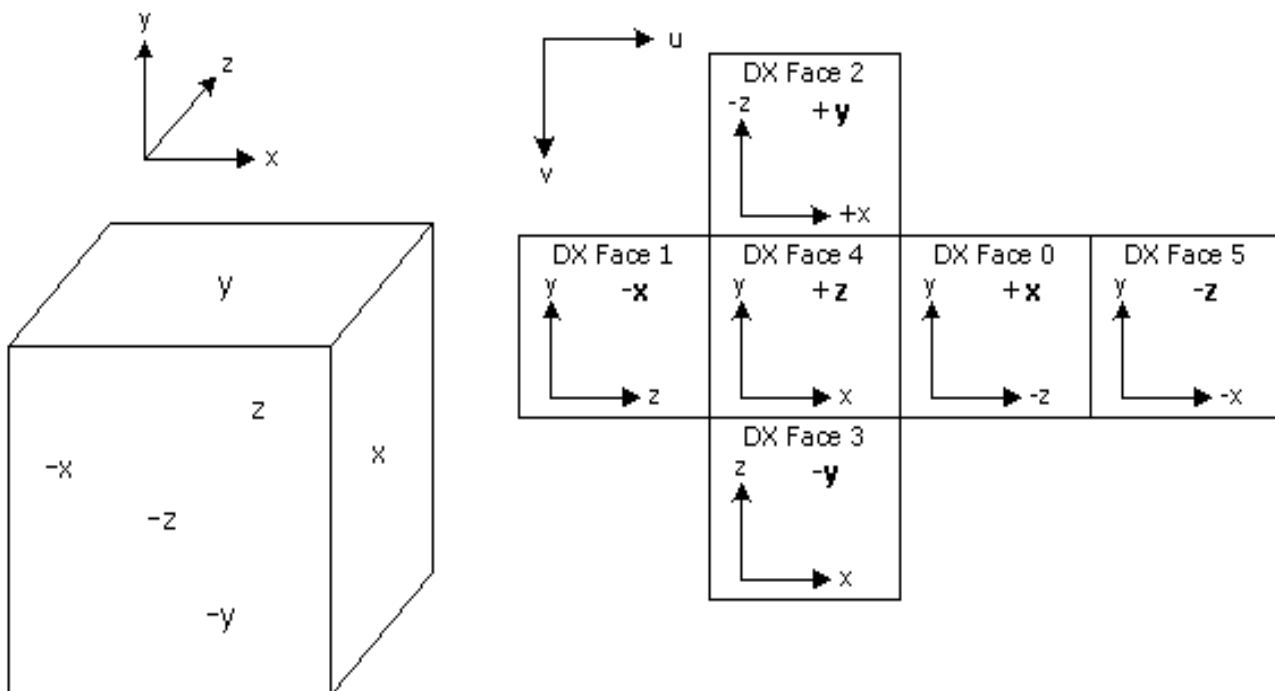 y
z
x
y
z
-x
x
-z
-y
u
v
DX Face 2
-z
+y
+x
DX Face 1
y
-x
z
DX Face 4
y
+z
x
DX Face 0
y
+x
-z
DX Face 5
y
-z
-x
DX Face 3
z
-y
x